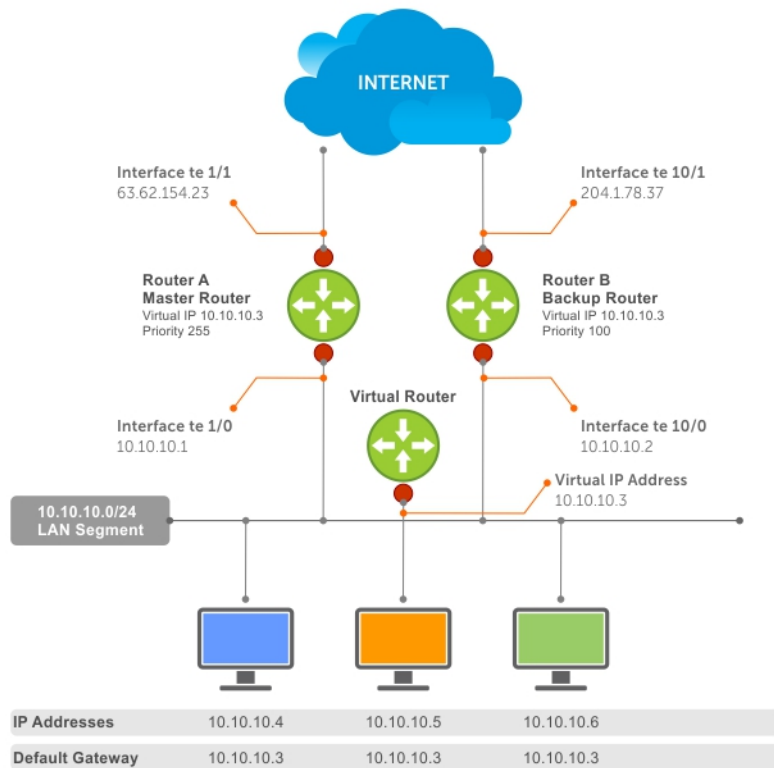 INTERNET
Interface te 1/1
63.62.154.23
Interface te 10/1
204.1.78.37
Router A
Master Router
Virtual IP 10.10.10.3
Priority 255
Router B
Backup Router
Virtual IP 10.10.10.3
Priority 100
Interface te 1/0
10.10.10.1
Virtual Router
Interface te 10/0
10.10.10.2
Virtual IP Address
10.10.10.3
10.10.10.0/24
LAN Segment
IP Addresses 10.10.10.4 10.10.10.5 10.10.10.6
Default Gateway 10.10.10.3 10.10.10.3 10.10.10.3